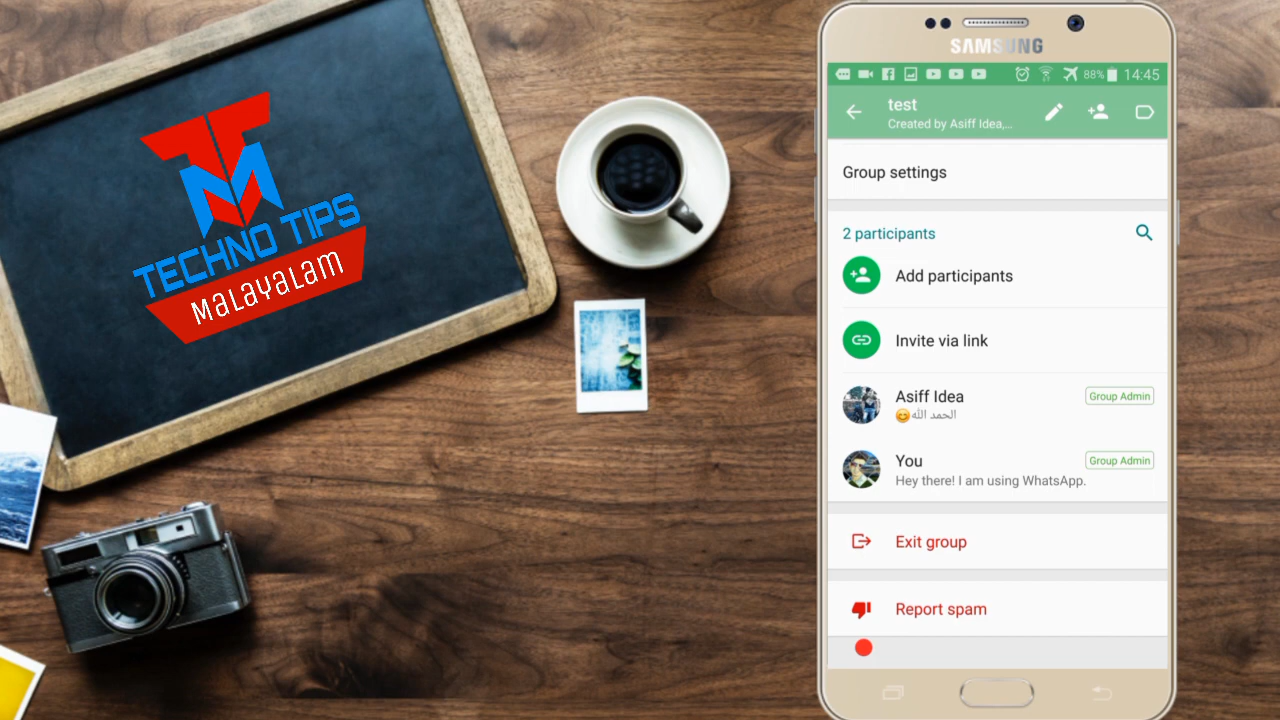 TM
TECHNO TIPS
Malayalam
SAMSUNG
88%
14:45
test
Created by Asiff Idea,...
Group settings
2 participants
Add participants
Invite via link
Asiff Idea
Group Admin
😊الحمد الله
You
Group Admin
Hey there! I am using WhatsApp.
Exit group
Report spam